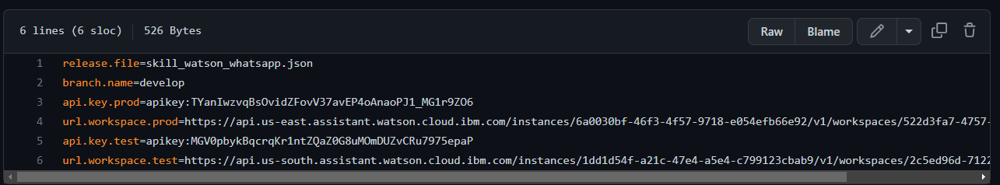 6 lines (6 sloc) 526 Bytes
Raw Blame
1 release.file=skill_watson_whatsapp.json
2 branch.name=develop
3 api.key.prod=apikey:TYanIwzvqBsOvidZFovV37avEP4oAnaoPJ1_MG1r9ZO6
4 url.workspace.prod=https://api.us-east.assistant.watson.cloud.ibm.com/instances/6a0030bf-46f3-4f57-9718-e054efb66e92/v1/workspaces/522d3fa7-4757-
5 api.key.test=apikey:MGV0pbykBqcrqKr1ntZQaZ0G8uMOmDUZvCRu7975epaP
6 url.workspace.test=https://api.us-south.assistant.watson.cloud.ibm.com/instances/1dd1d54f-a21c-47e4-a5e4-c799123cbab9/v1/workspaces/2c5ed96d-7122